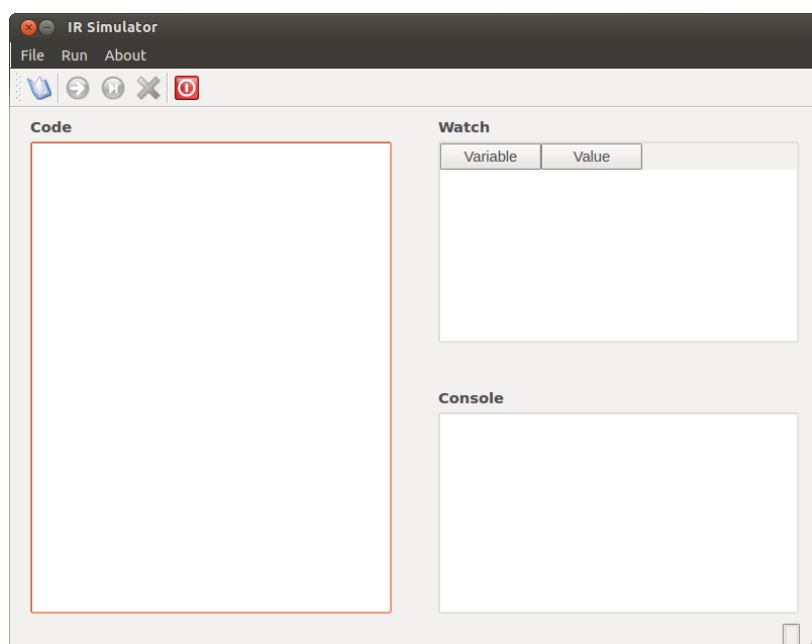 IR Simulator
File Run About
Code
Watch
Variable Value
Console